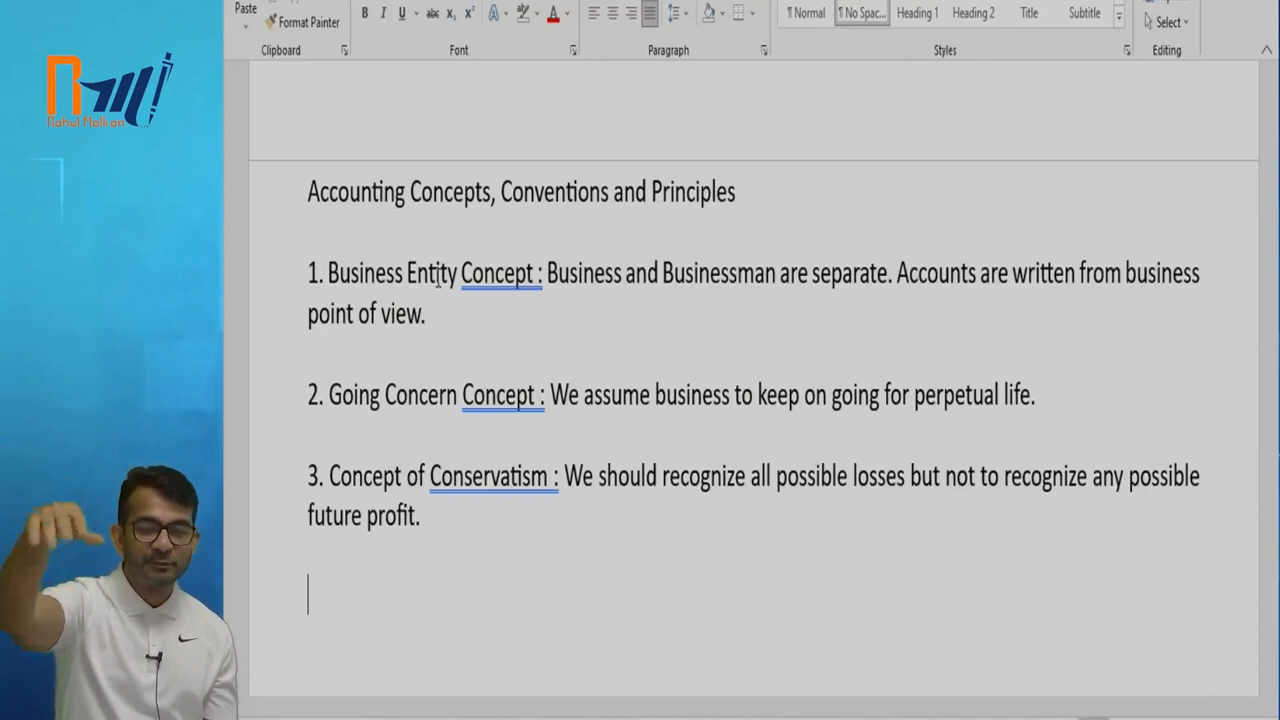 Paste
Format Painter
B I U abc x₂ x² A A
Normal
No Spac...
Heading 1
Heading 2
Title
Subtitle
Select
Clipboard
Font
Paragraph
Styles
Editing
Rahul Malkan
Accounting Concepts, Conventions and Principles
1. Business Entity Concept : Business and Businessman are separate. Accounts are written from business
point of view.
2. Going Concern Concept : We assume business to keep on going for perpetual life.
3. Concept of Conservatism : We should recognize all possible losses but not to recognize any possible
future profit.